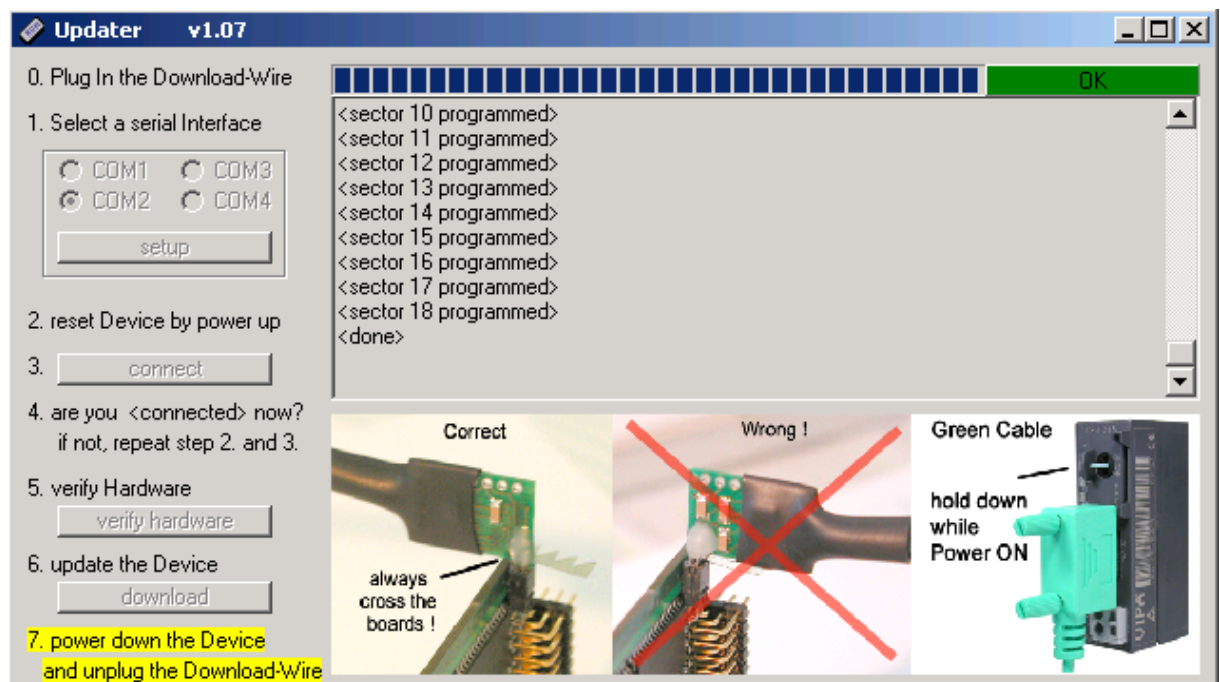 Updater v1.07
0. Plug In the Download-Wire
1. Select a serial Interface
COM1 COM3
COM2 COM4
setup
2. reset Device by power up
3. connect
4. are you <connected> now?
if not, repeat step 2. and 3.
5. verify Hardware
verify hardware
6. update the Device
download
7. power down the Device
and unplug the Download-Wire
OK
<sector 10 programmed>
<sector 11 programmed>
<sector 12 programmed>
<sector 13 programmed>
<sector 14 programmed>
<sector 15 programmed>
<sector 16 programmed>
<sector 17 programmed>
<sector 18 programmed>
<done>
Correct
always
cross the
boards !
Wrong !
Green Cable
hold down
while
Power ON
VIPA